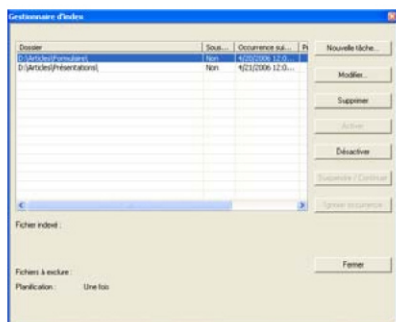 Gestionnaire d'index
Dossier Sous... Occurrence sui...
D:\Articles\Formulaire\ Non 4/20/2006 12:0...
D:\Articles\Présentations\ Non 4/21/2006 12:0...
Nouvelle tâche...
Modifier...
Supprimer
Activer
Désactiver
Suspendre / Continuer
Ignorer occurrence
Fichier indexé :
Fichiers à exclure :
Fermer
Planification : Une fois